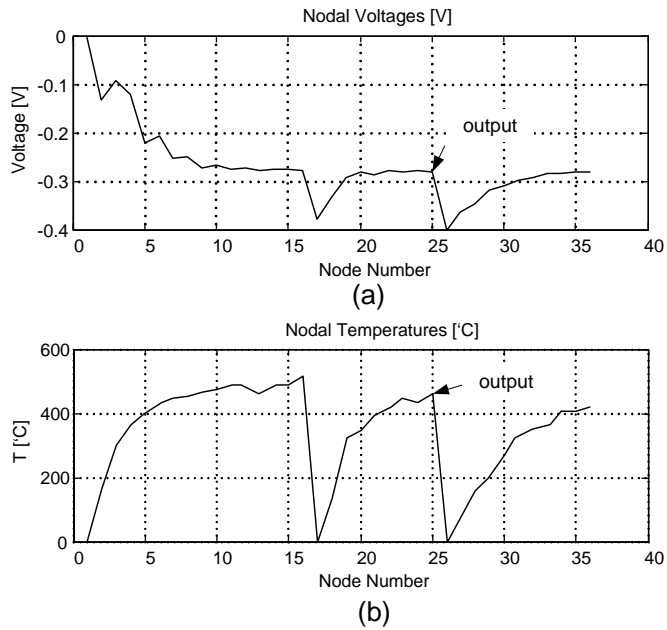 Nodal Voltages [V]
0
-0.1
-0.2
-0.3
-0.4
Voltage [V]
output
0 5 10 15 20 25 30 35 40
Node Number
(a)
Nodal Temperatures [‘C]
600
400
200
0
T [‘C]
output
0 5 10 15 20 25 30 35 40
Node Number
(b)